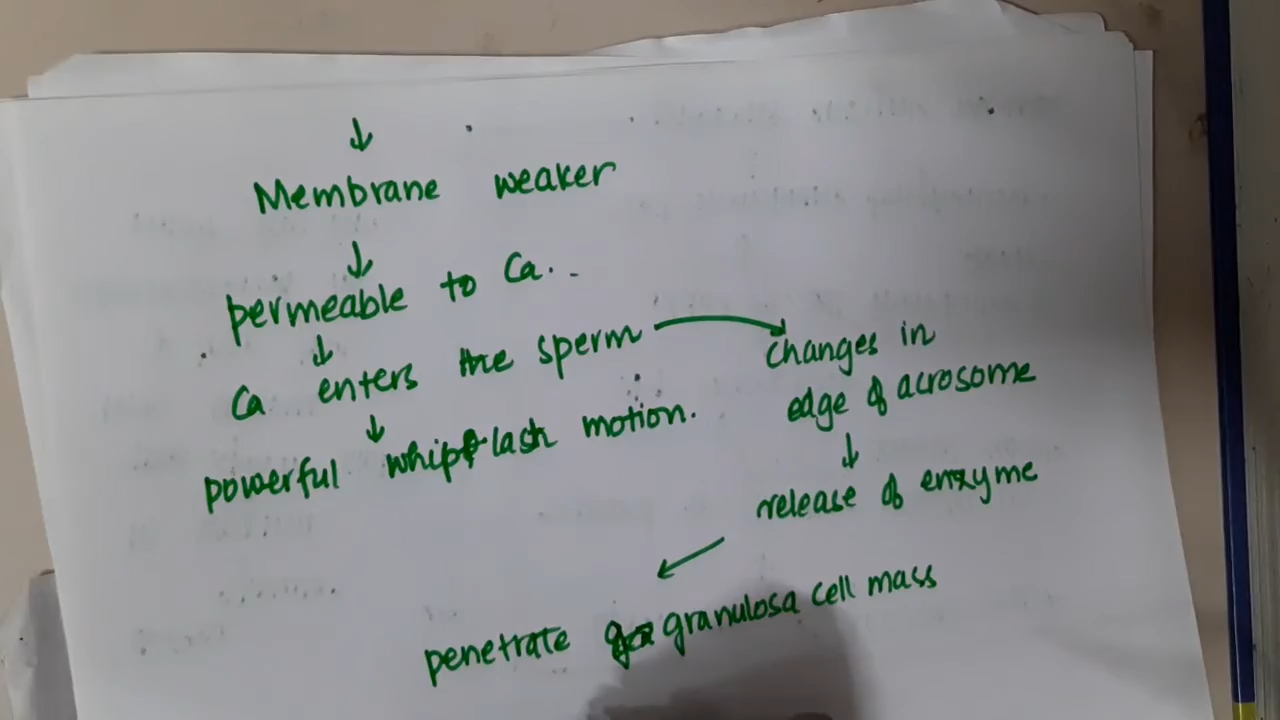 ↓
Membrane weaker
↓
permeable to Ca...
↓
Ca enters the sperm →
↓
powerful whiplash motion.
changes in
edge of acrosome
↓
release of enzyme
↙
penetrate granulosa cell mass